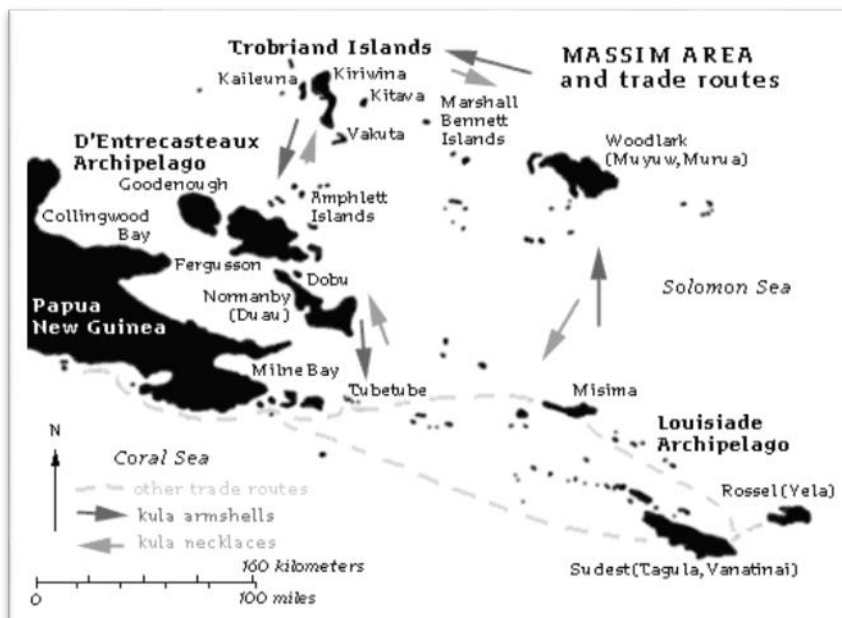 Trobriand Islands
MASSIM AREA
and trade routes
Kaileuna
Kiriwina
Kitava
Marshall
Bennett
Islands
Vakuta
Woodlark
(Muyuw, Murua)
D'Entrecasteaux
Archipelago
Goodenough
Amphlett
Islands
Collingwood
Bay
Fergusson
Dobu
Normanby
(Duau)
Solomon Sea
Papua
New Guinea
Milne Bay
Tubetube
Misima
Louisiade
Archipelago
N
Coral Sea
Rossel(Yela)
other trade routes
kula armshells
kula necklaces
160 kilometers
Sudest(Tagula, Vanatinai)
0
100 miles